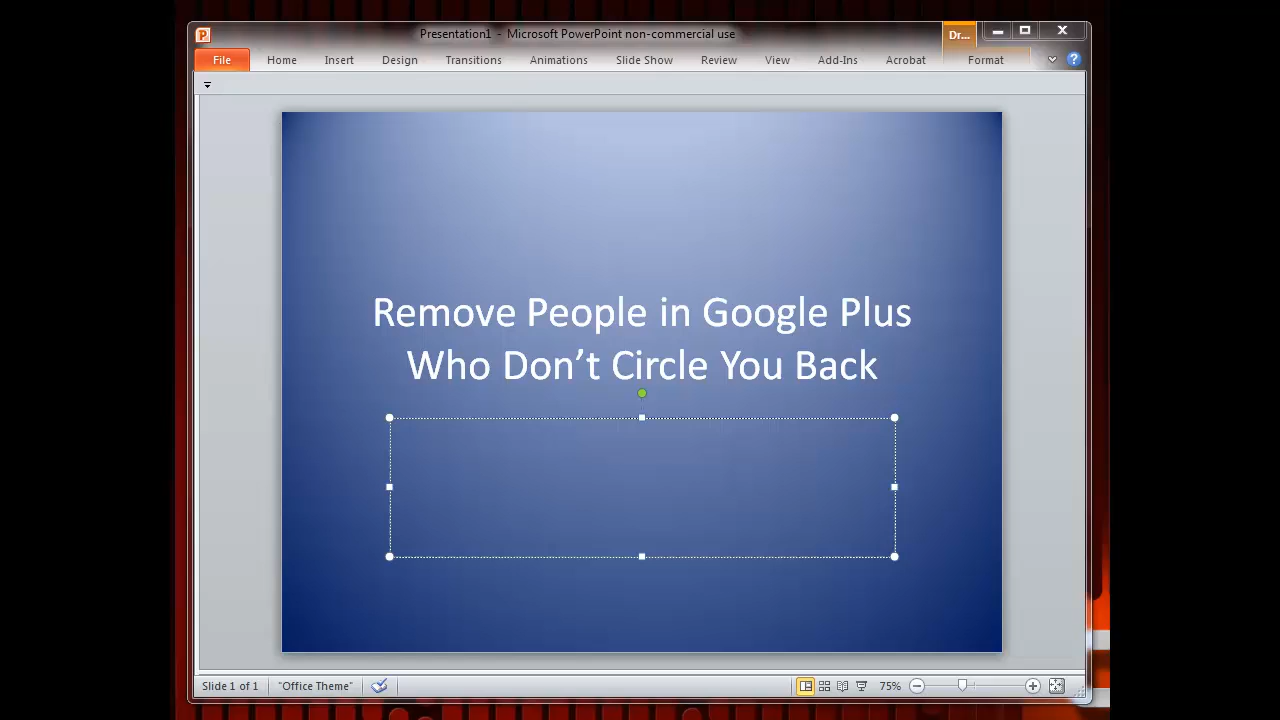 Presentation1 - Microsoft PowerPoint non-commercial use
Dr...
File Home Insert Design Transitions Animations Slide Show Review View Add-Ins Acrobat Format
Remove People in Google Plus
Who Don’t Circle You Back
Slide 1 of 1 "Office Theme" 75%